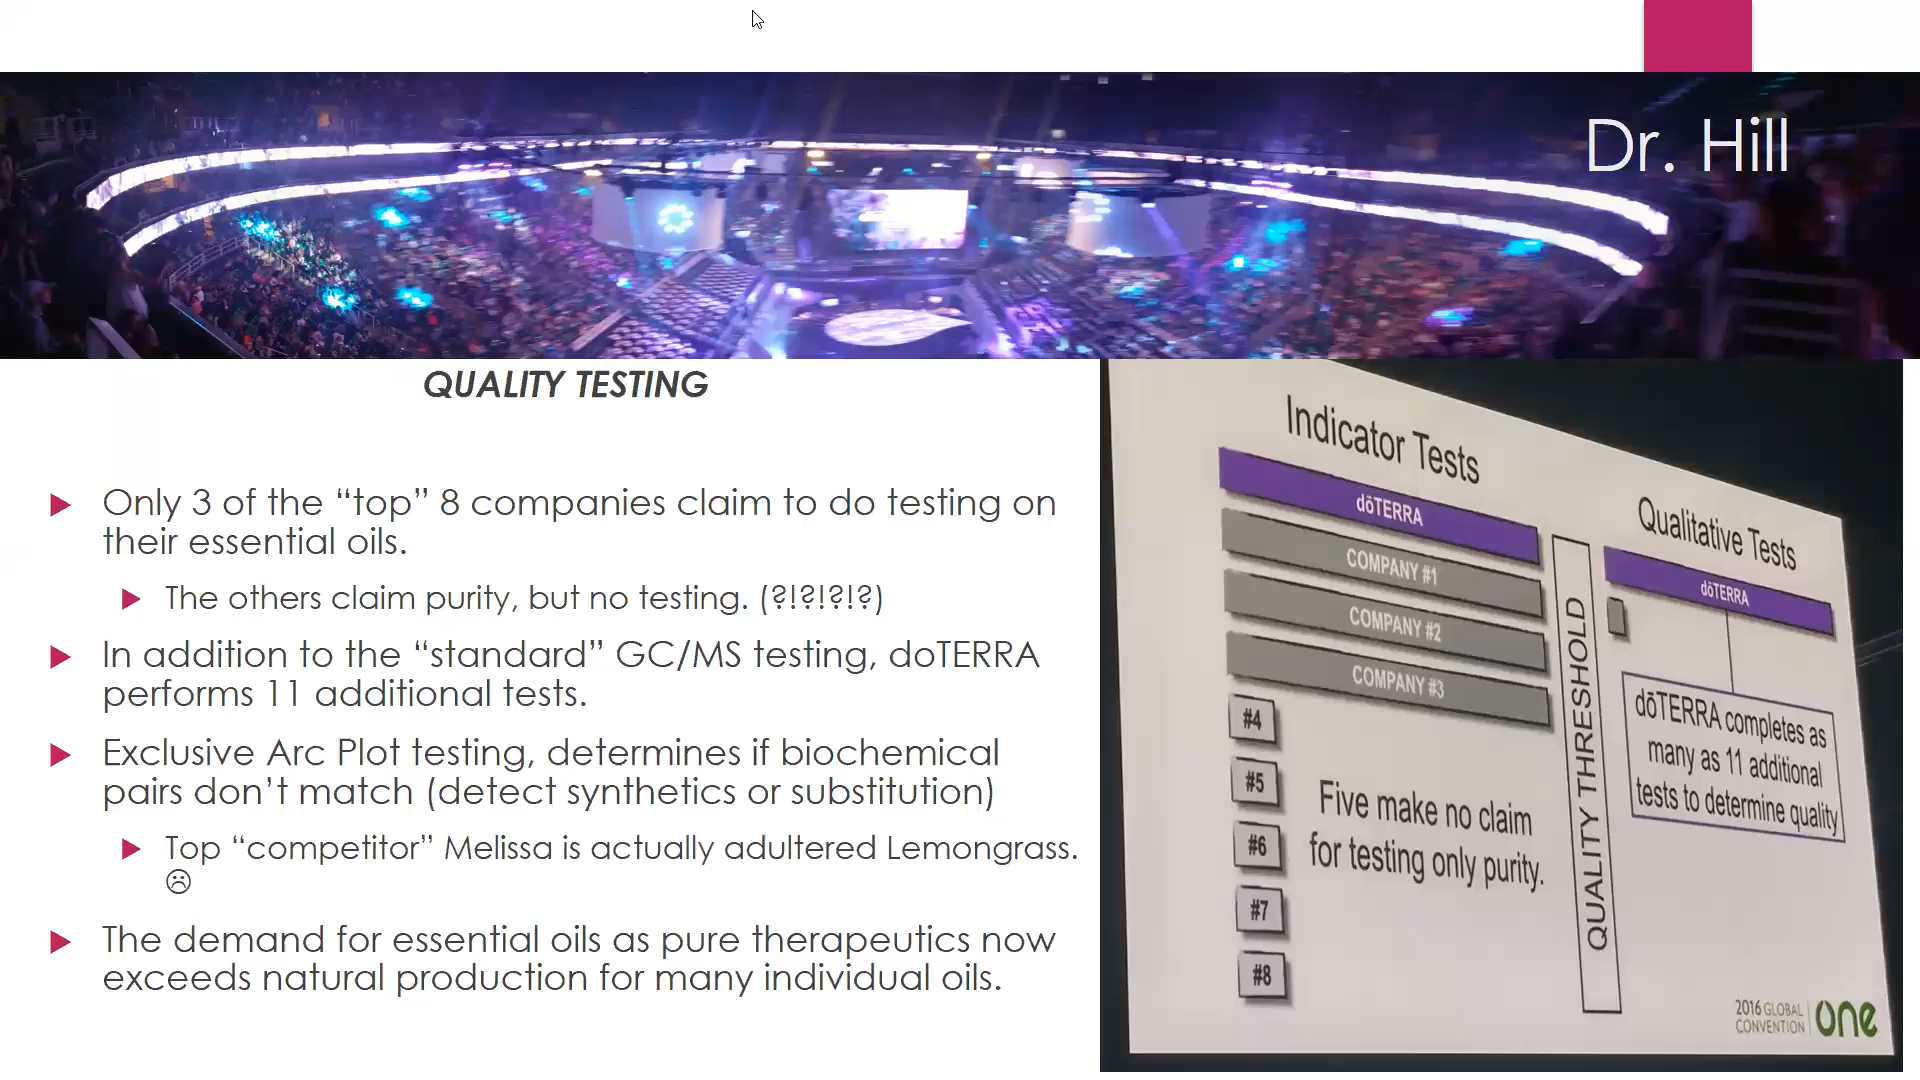 Dr. Hill
QUALITY TESTING
Only 3 of the “top” 8 companies claim to do testing on
their essential oils.
The others claim purity, but no testing. (?!?!?!?)
In addition to the “standard” GC/MS testing, doTERRA
performs 11 additional tests.
Exclusive Arc Plot testing, determines if biochemical
pairs don’t match (detect synthetics or substitution)
Top “competitor” Melissa is actually adultered Lemongrass.
☹
The demand for essential oils as pure therapeutics now
exceeds natural production for many individual oils.
Indicator Tests
dōTERRA
COMPANY #1
COMPANY #2
COMPANY #3
#4
#5
#6
#7
#8
Five make no claim
for testing only purity.
QUALITY THRESHOLD
Qualitative Tests
dōTERRA
dōTERRA completes as
many as 11 additional
tests to determine quality
2016 GLOBAL
CONVENTION
one